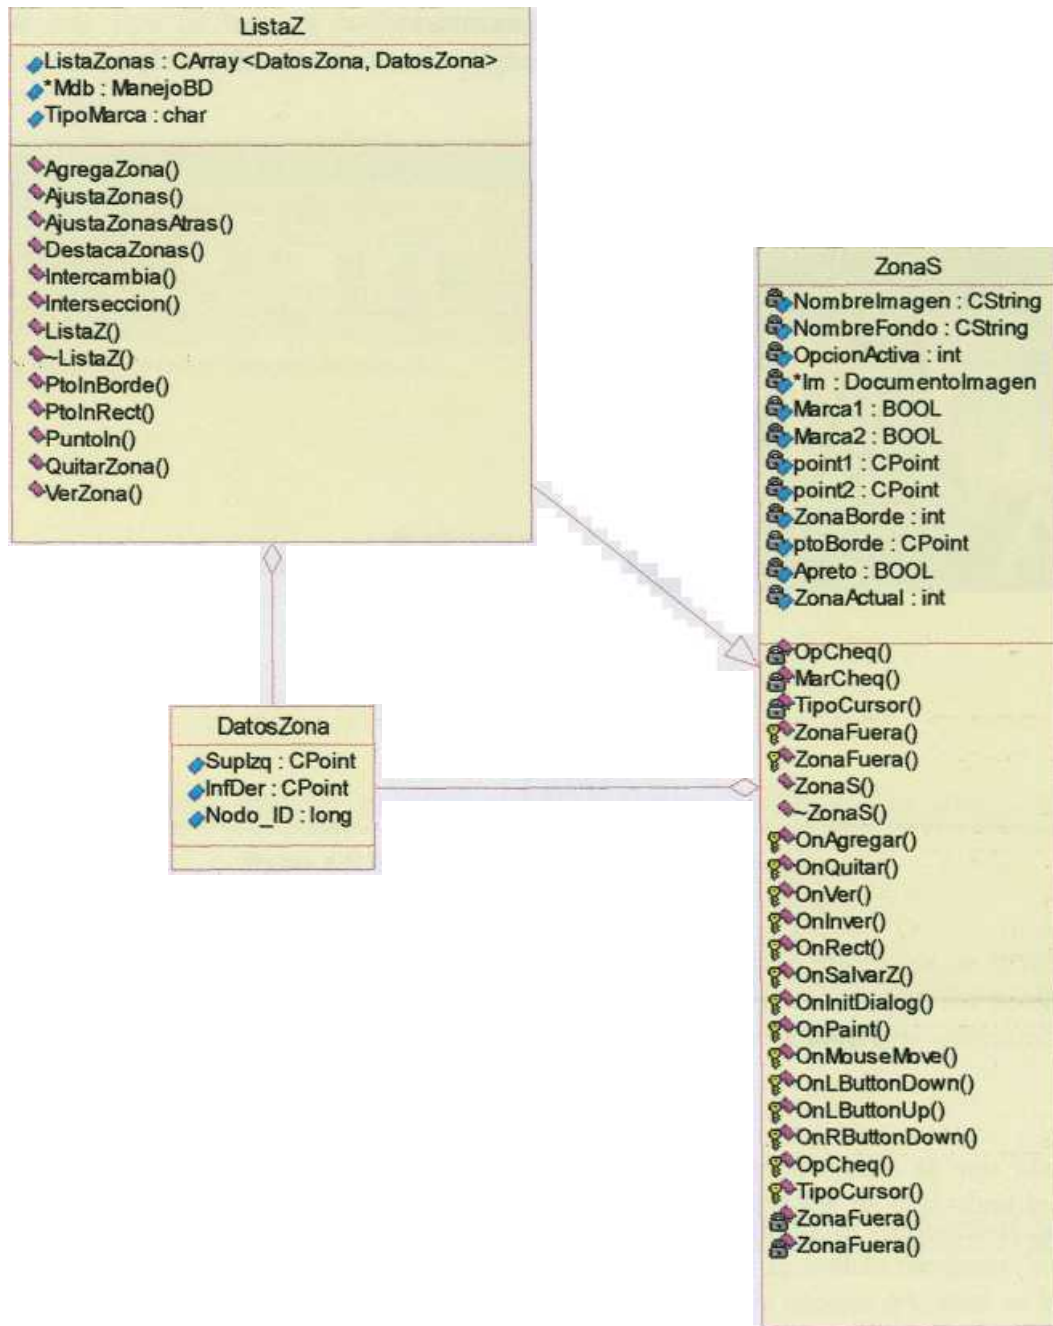 ListaZ
ListaZonas : CArray <DatosZona, DatosZona>
*Mdb : ManejoBD
TipoMarca : char
AgregaZona()
AjustaZonas()
AjustaZonasAtras()
DestacaZonas()
Intercambia()
Interseccion()
ListaZ()
~ListaZ()
PtoInBorde()
PtoInRect()
PuntoIn()
QuitarZona()
VerZona()
DatosZona
SupIzq : CPoint
InfDer : CPoint
Nodo_ID : long
ZonaS
NombreImagen : CString
NombreFondo : CString
OpcionActiva : int
*Im : DocumentoImagen
Marca1 : BOOL
Marca2 : BOOL
point1 : CPoint
point2 : CPoint
ZonaBorde : int
ptoBorde : CPoint
Apreto : BOOL
ZonaActual : int
OpCheq()
MarCheq()
TipoCursor()
ZonaFuera()
ZonaFuera()
ZonaS()
~ZonaS()
OnAgregar()
OnQuitar()
OnVer()
OnInver()
OnRect()
OnSalvarZ()
OnInitDialog()
OnPaint()
OnMouseMove()
OnLButtonDown()
OnLButtonUp()
OnRButtonDown()
OpCheq()
TipoCursor()
ZonaFuera()
ZonaFuera()